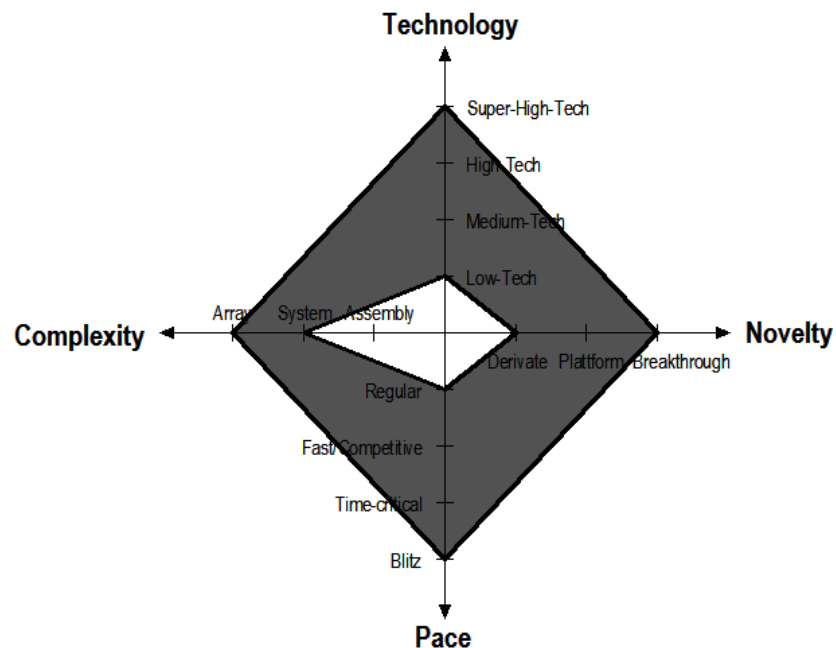 Technology
Super-High-Tech
High-Tech
Medium-Tech
Low-Tech
Array System Assembly
Complexity
Novelty
Derivate Plattform Breakthrough
Regular
Fast/Competitive
Time-critical
Blitz
Pace